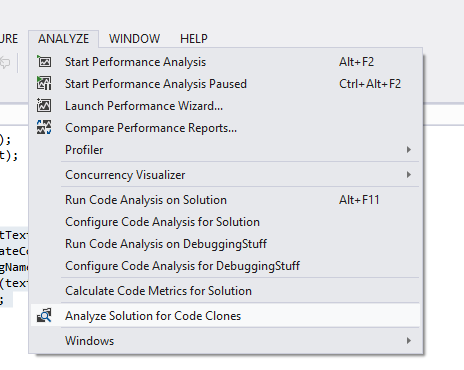 URE ANALYZE WINDOW HELP
Start Performance Analysis Alt+F2
Start Performance Analysis Paused Ctrl+Alt+F2
Launch Performance Wizard...
Compare Performance Reports...
Profiler
Concurrency Visualizer
Run Code Analysis on Solution Alt+F11
Configure Code Analysis for Solution
Run Code Analysis on DebuggingStuff
Configure Code Analysis for DebuggingStuff
Calculate Code Metrics for Solution
Analyze Solution for Code Clones
Windows
);
t);
tText
ateCo
gName
(text
;